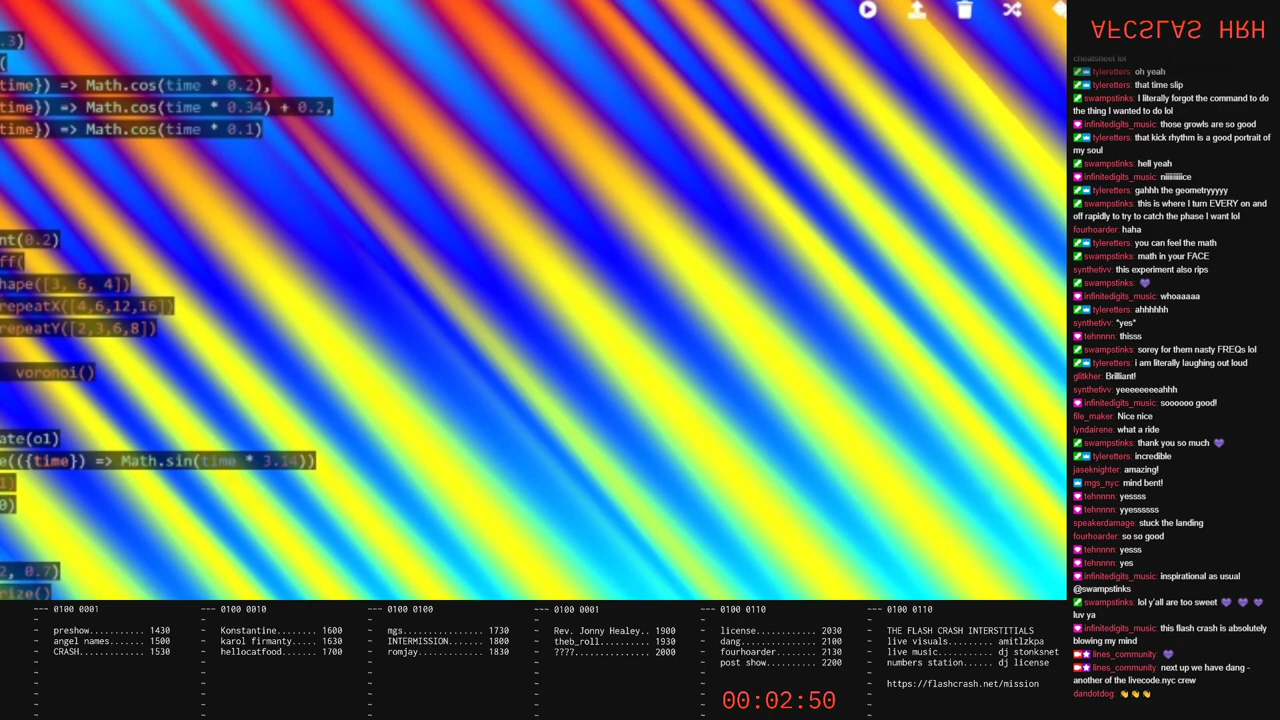 .3)
(
time}) => Math.cos(time * 0.2),
time}) => Math.cos(time * 0.34) + 0.2,
time}) => Math.cos(time * 0.1)
nt(0.2)
ff(
hape([3, 6, 4])
repeatX([4,6,12,16])
repeatY([2,3,6,8])
voronoi()
ate(o1)
e(({time}) => Math.sin(time * 3.14))
1)
0)
2, 0.7)
rize()
cheatsheet lol
tyleretters: oh yeah
tyleretters: that time slip
swampstinks: I literally forgot the command to do
the thing I wanted to do lol
infinitedigits_music: those growls are so good
tyleretters: that kick rhythm is a good portrait of
my soul
swampstinks: hell yeah
infinitedigits_music: niiiiiiiiice
tyleretters: gahhh the geometryyyyy
swampstinks: this is where I turn EVERY on and
off rapidly to try to catch the phase I want lol
fourhoarder: haha
tyleretters: you can feel the math
swampstinks: math in your FACE
synthetivv: this experiment also rips
swampstinks: 💜
infinitedigits_music: whoaaaaa
tyleretters: ahhhhhh
synthetivv: *yes*
tehnnnn: thisss
swampstinks: sorey for them nasty FREQs lol
tyleretters: i am literally laughing out loud
glitkher: Brilliant!
synthetivv: yeeeeeeeahhh
infinitedigits_music: soooooo good!
file_maker: Nice nice
lyndairene: what a ride
swampstinks: thank you so much 💜
tyleretters: incredible
jaseknighter: amazing!
mgs_nyc: mind bent!
tehnnnn: yessss
tehnnnn: yyessssss
speakerdamage: stuck the landing
fourhoarder: so so good
tehnnnn: yesss
tehnnnn: yes
infinitedigits_music: inspirational as usual
@swampstinks
swampstinks: lol y'all are too sweet 💜 💜 💜
luv ya
infinitedigits_music: this flash crash is absolutely
blowing my mind
lines_community: 💜
lines_community: next up we have dang -
another of the livecode.nyc crew
dandotdog: 👏 👏 👏
~~~ 0100 0001
preshow.......... 1430
angel names...... 1500
CRASH............ 1530
~~~ 0100 0010
Konstantine...... 1600
karol firmanty... 1630
hellocatfood..... 1700
~~~ 0100 0100
mgs.............. 1730
INTERMISSION..... 1800
romjay........... 1830
~~~ 0100 0001
Rev. Jonny Healey.. 1900
theb_roll.......... 1930
????............... 2000
~~~ 0100 0110
license.......... 2030
dang............. 2100
fourhoarder...... 2130
post show........ 2200
00:02:50
~~~ 0100 0110
THE FLASH CRASH INTERSTITIALS
live visuals....... amitlzkpa
live music........ dj stonksnet
numbers station...... dj license
https://flashcrash.net/mission